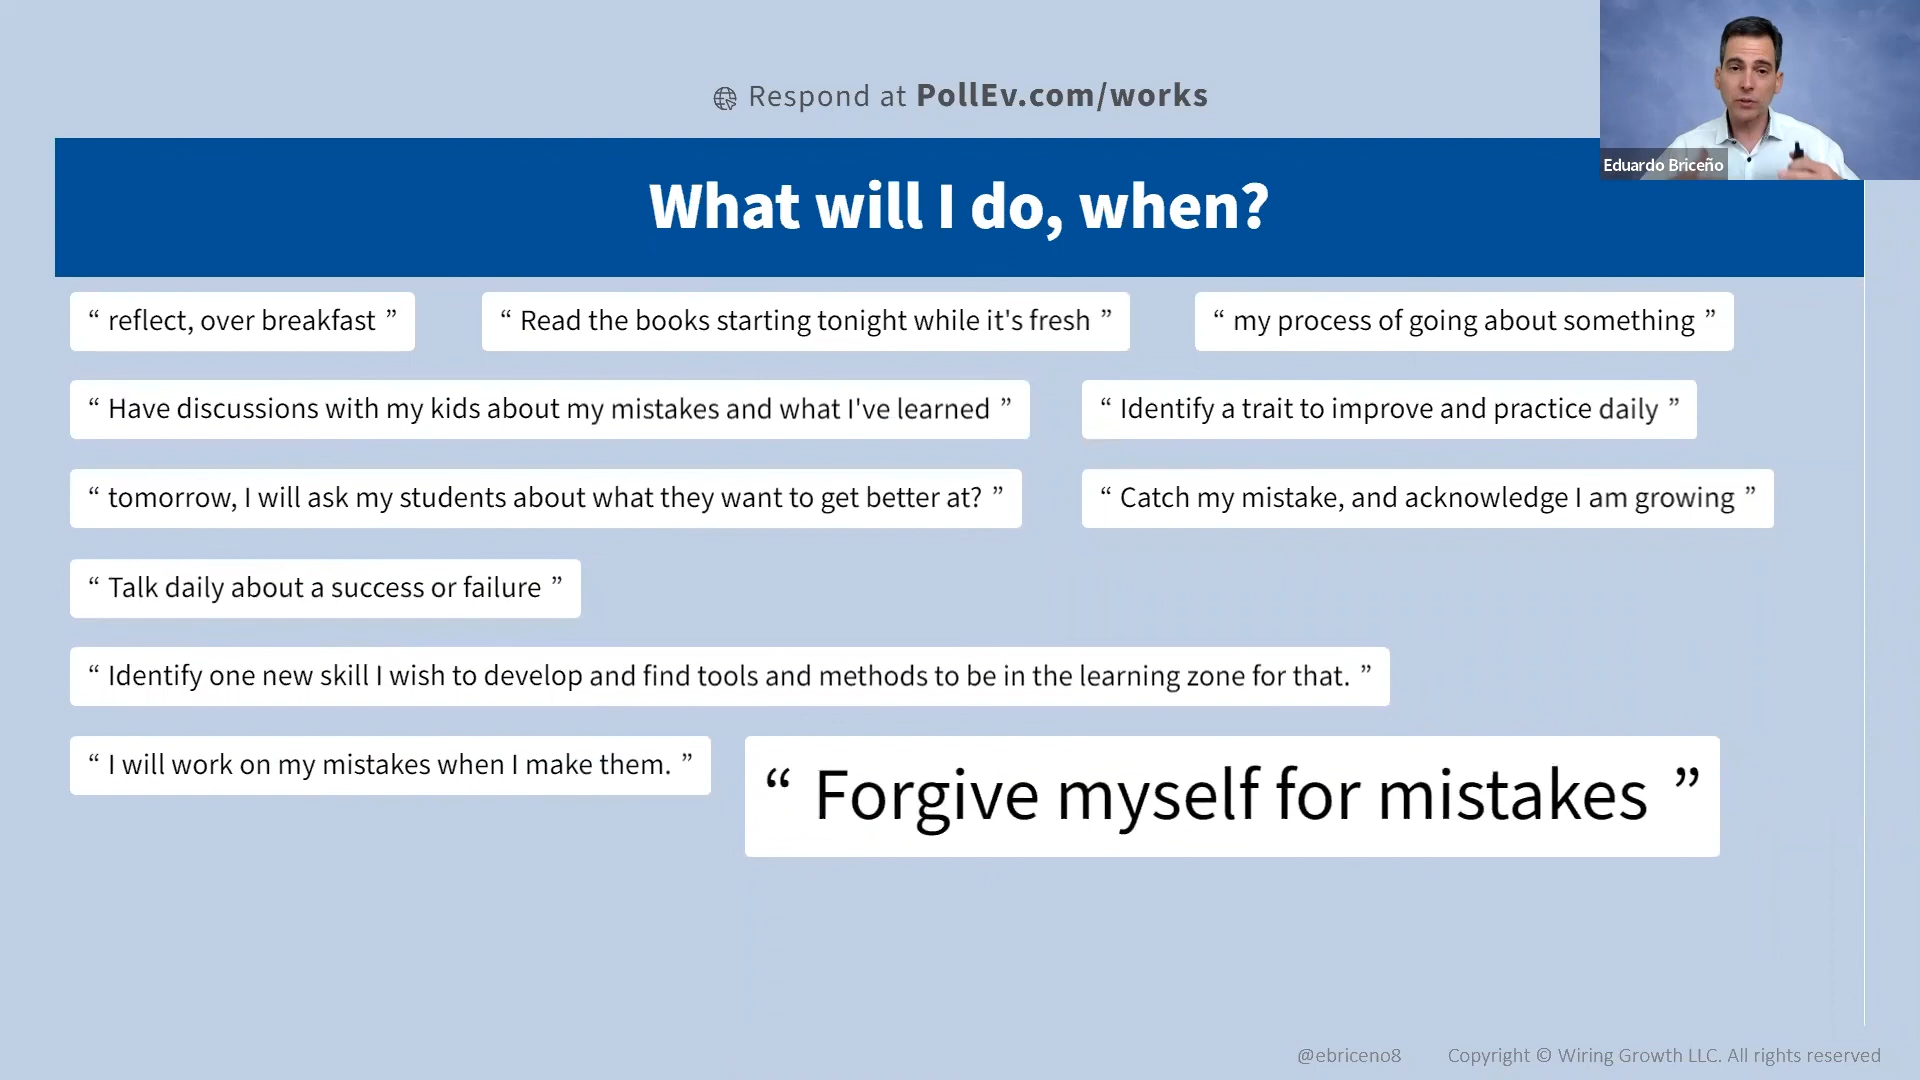 Respond at PollEv.com/works
Eduardo Briceño
What will I do, when?
“ reflect, over breakfast ”
“ Read the books starting tonight while it's fresh ”
“ my process of going about something ”
“ Have discussions with my kids about my mistakes and what I've learned ”
“ Identify a trait to improve and practice daily ”
“ tomorrow, I will ask my students about what they want to get better at? ”
“ Catch my mistake, and acknowledge I am growing ”
“ Talk daily about a success or failure ”
“ Identify one new skill I wish to develop and find tools and methods to be in the learning zone for that. ”
“ I will work on my mistakes when I make them. ”
“ Forgive myself for mistakes ”
@ebriceno8
Copyright © Wiring Growth LLC. All rights reserved